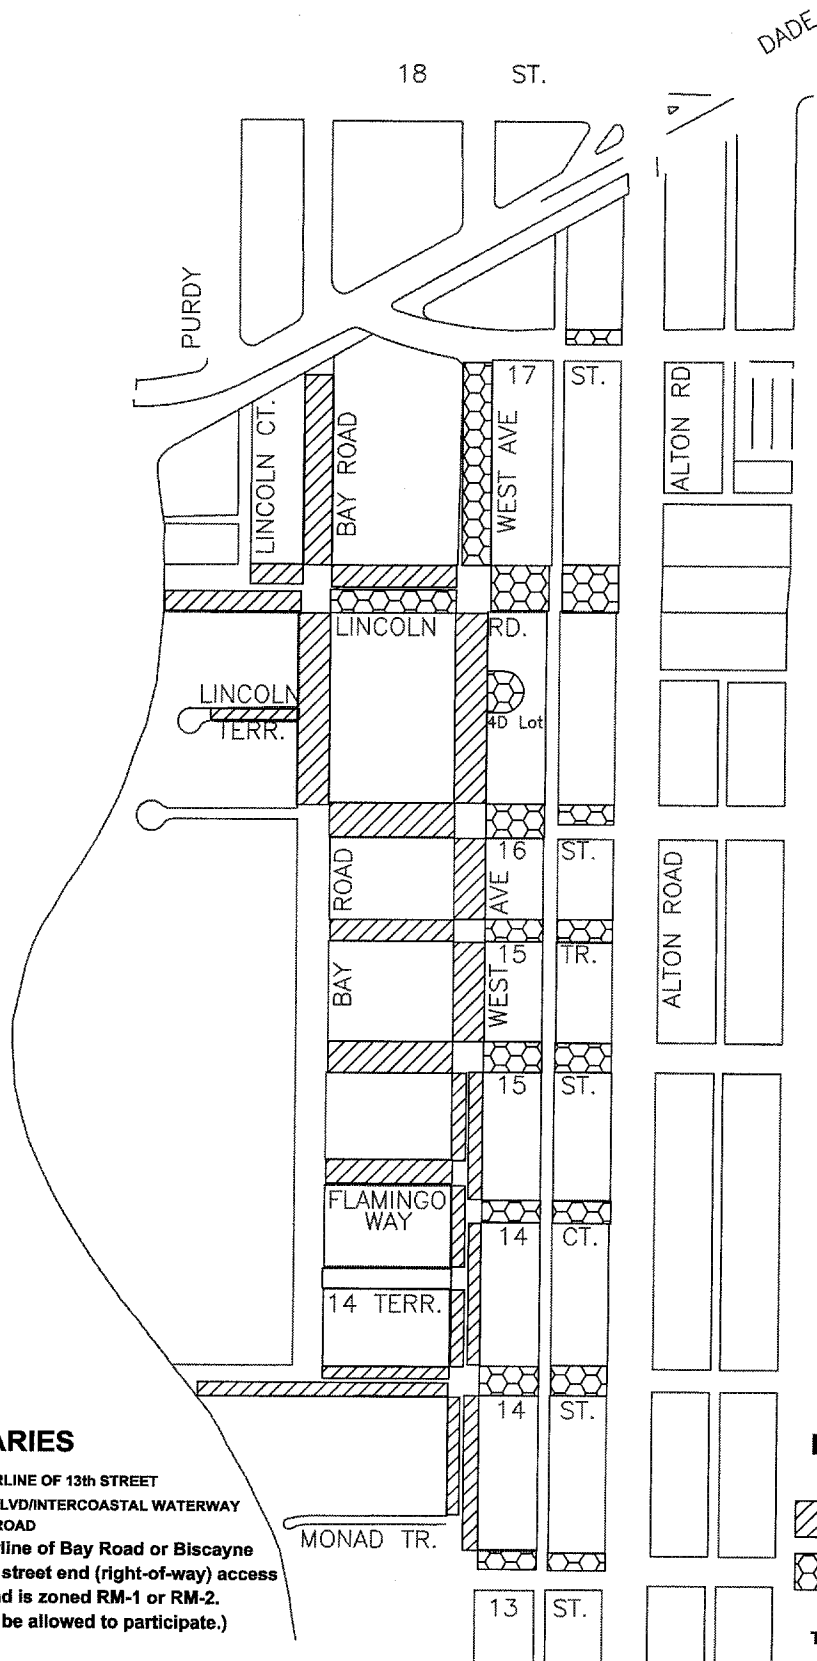 DADE
18 ST.
PURDY
17 ST.
ALTON RD
WEST AVE
BAY ROAD
LINCOLN CT.
LINCOLN RD.
LINCOLN
TERR.
4D Lot
16 ST.
ROAD
AVE
ALTON ROAD
15 TR.
BAY
WEST
15 ST.
FLAMINGO
WAY
14 CT.
14 TERR.
14 ST.
ARIES
RLINE OF 13th STREET
LVD/INTERCOASTAL WATERWAY
ROAD
line of Bay Road or Biscayne
street end (right-of-way) access
nd is zoned RM-1 or RM-2.
be allowed to participate.)
MONAD TR.
13 ST.